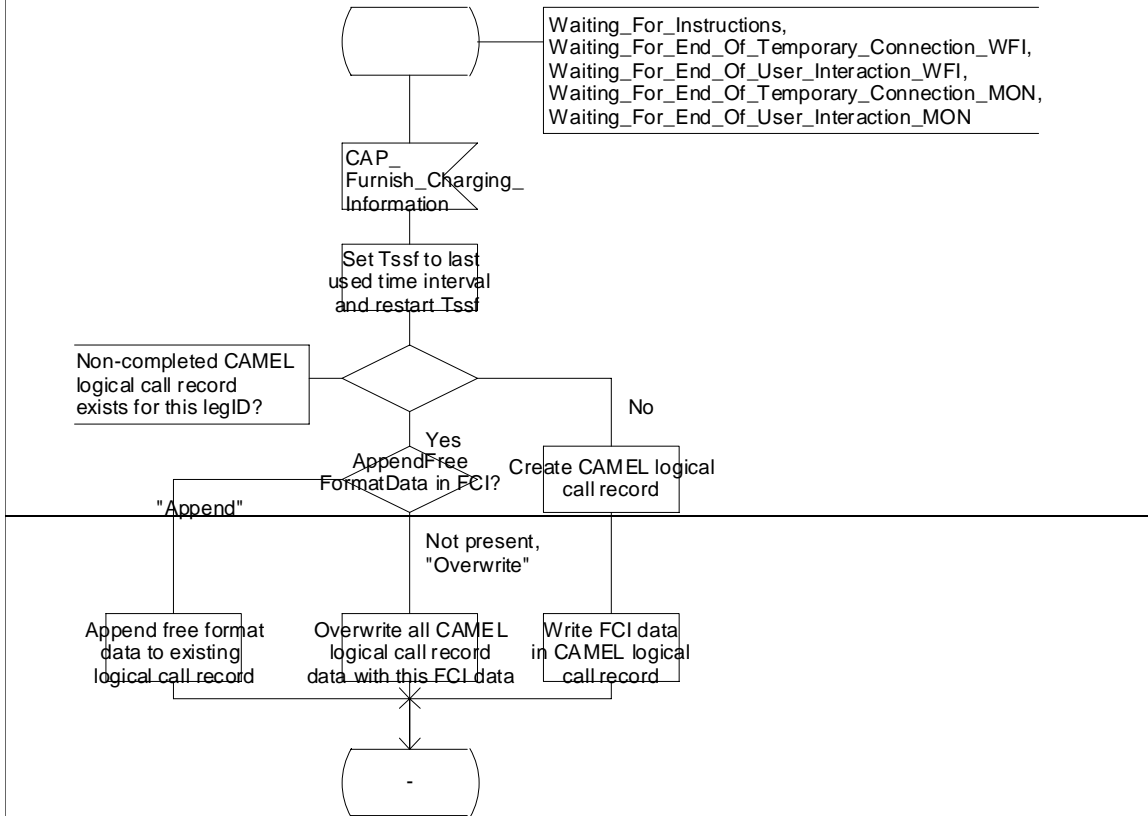 Waiting_For_Instructions,
Waiting_For_End_Of_Temporary_Connection_WFI,
Waiting_For_End_Of_User_Interaction_WFI,
Waiting_For_End_Of_Temporary_Connection_MON,
Waiting_For_End_Of_User_Interaction_MON
CAP_
Furnish_Charging_
Information
Set Tssf to last
used time interval
and restart Tssf
Non-completed CAMEL
logical call record
exists for this legID?
No
Yes
AppendFree
FormatData in FCI?
Create CAMEL logical
call record
"Append"
Not present,
"Overwrite"
Append free format
data to existing
logical call record
Overwrite all CAMEL
logical call record
data with this FCI data
Write FCI data
in CAMEL logical
call record
-